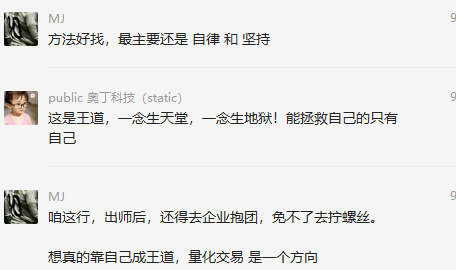 MJ
方法好找，最主要还是 自律 和 坚持
public 奥丁科技（static）
这是王道，一念生天堂，一念生地狱！能拯救自己的只有
自己
MJ
咱这行，出师后，还得去企业抱团，免不了去拧螺丝。
想真的靠自己成王道，量化交易 是一个方向